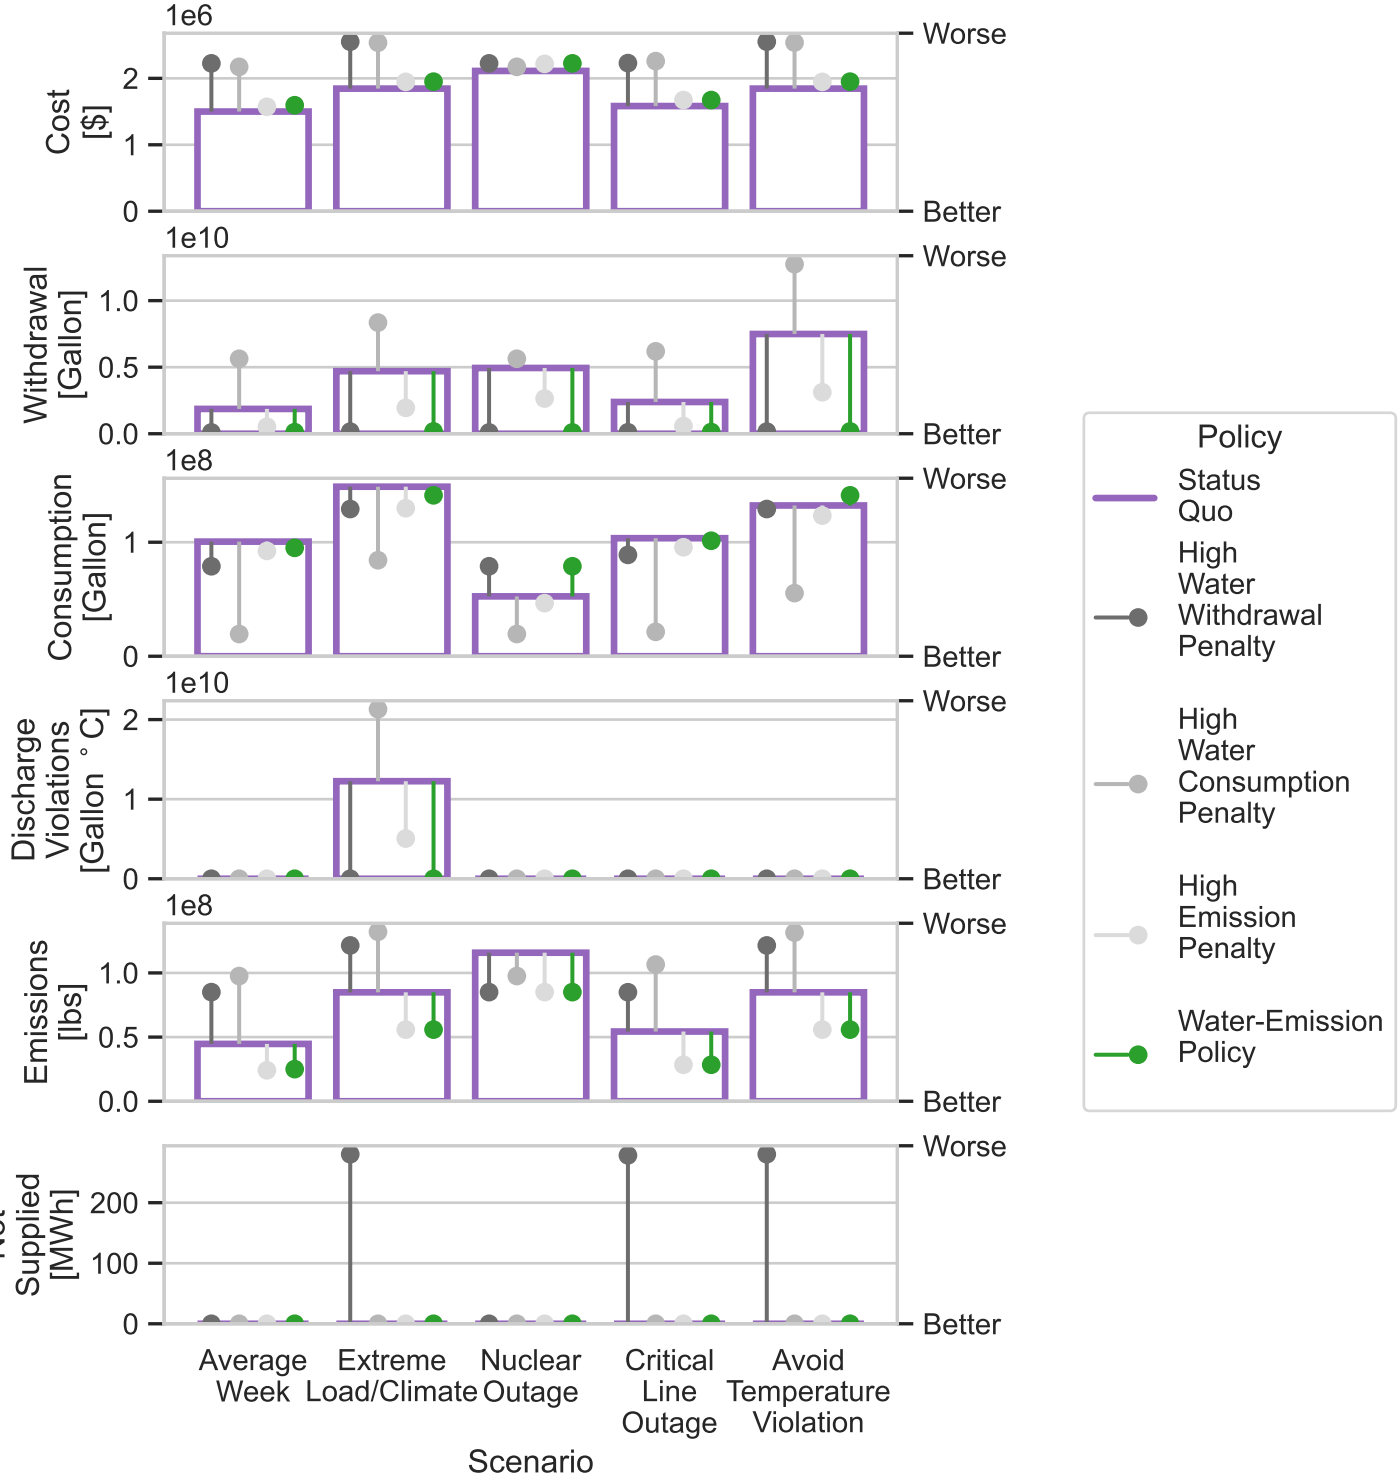 1e6
Worse
Cost
[$]
2
1
0
Better
1e10
Worse
Withdrawal
[Gallon]
1.0
0.5
0.0
Better
1e8
Worse
Consumption
[Gallon]
1
0
Better
1e10
Worse
Discharge
Violations
[Gallon °C]
2
1
0
Better
1e8
Worse
Emissions
[lbs]
1.0
0.5
0.0
Better
Worse
Supplied
[MWh]
200
100
0
Better
Average
Week
Extreme
Load/Climate
Nuclear
Outage
Critical
Line
Outage
Avoid
Temperature
Violation
Scenario
Policy
Status
Quo
High
Water
Withdrawal
Penalty
High
Water
Consumption
Penalty
High
Emission
Penalty
Water-Emission
Policy